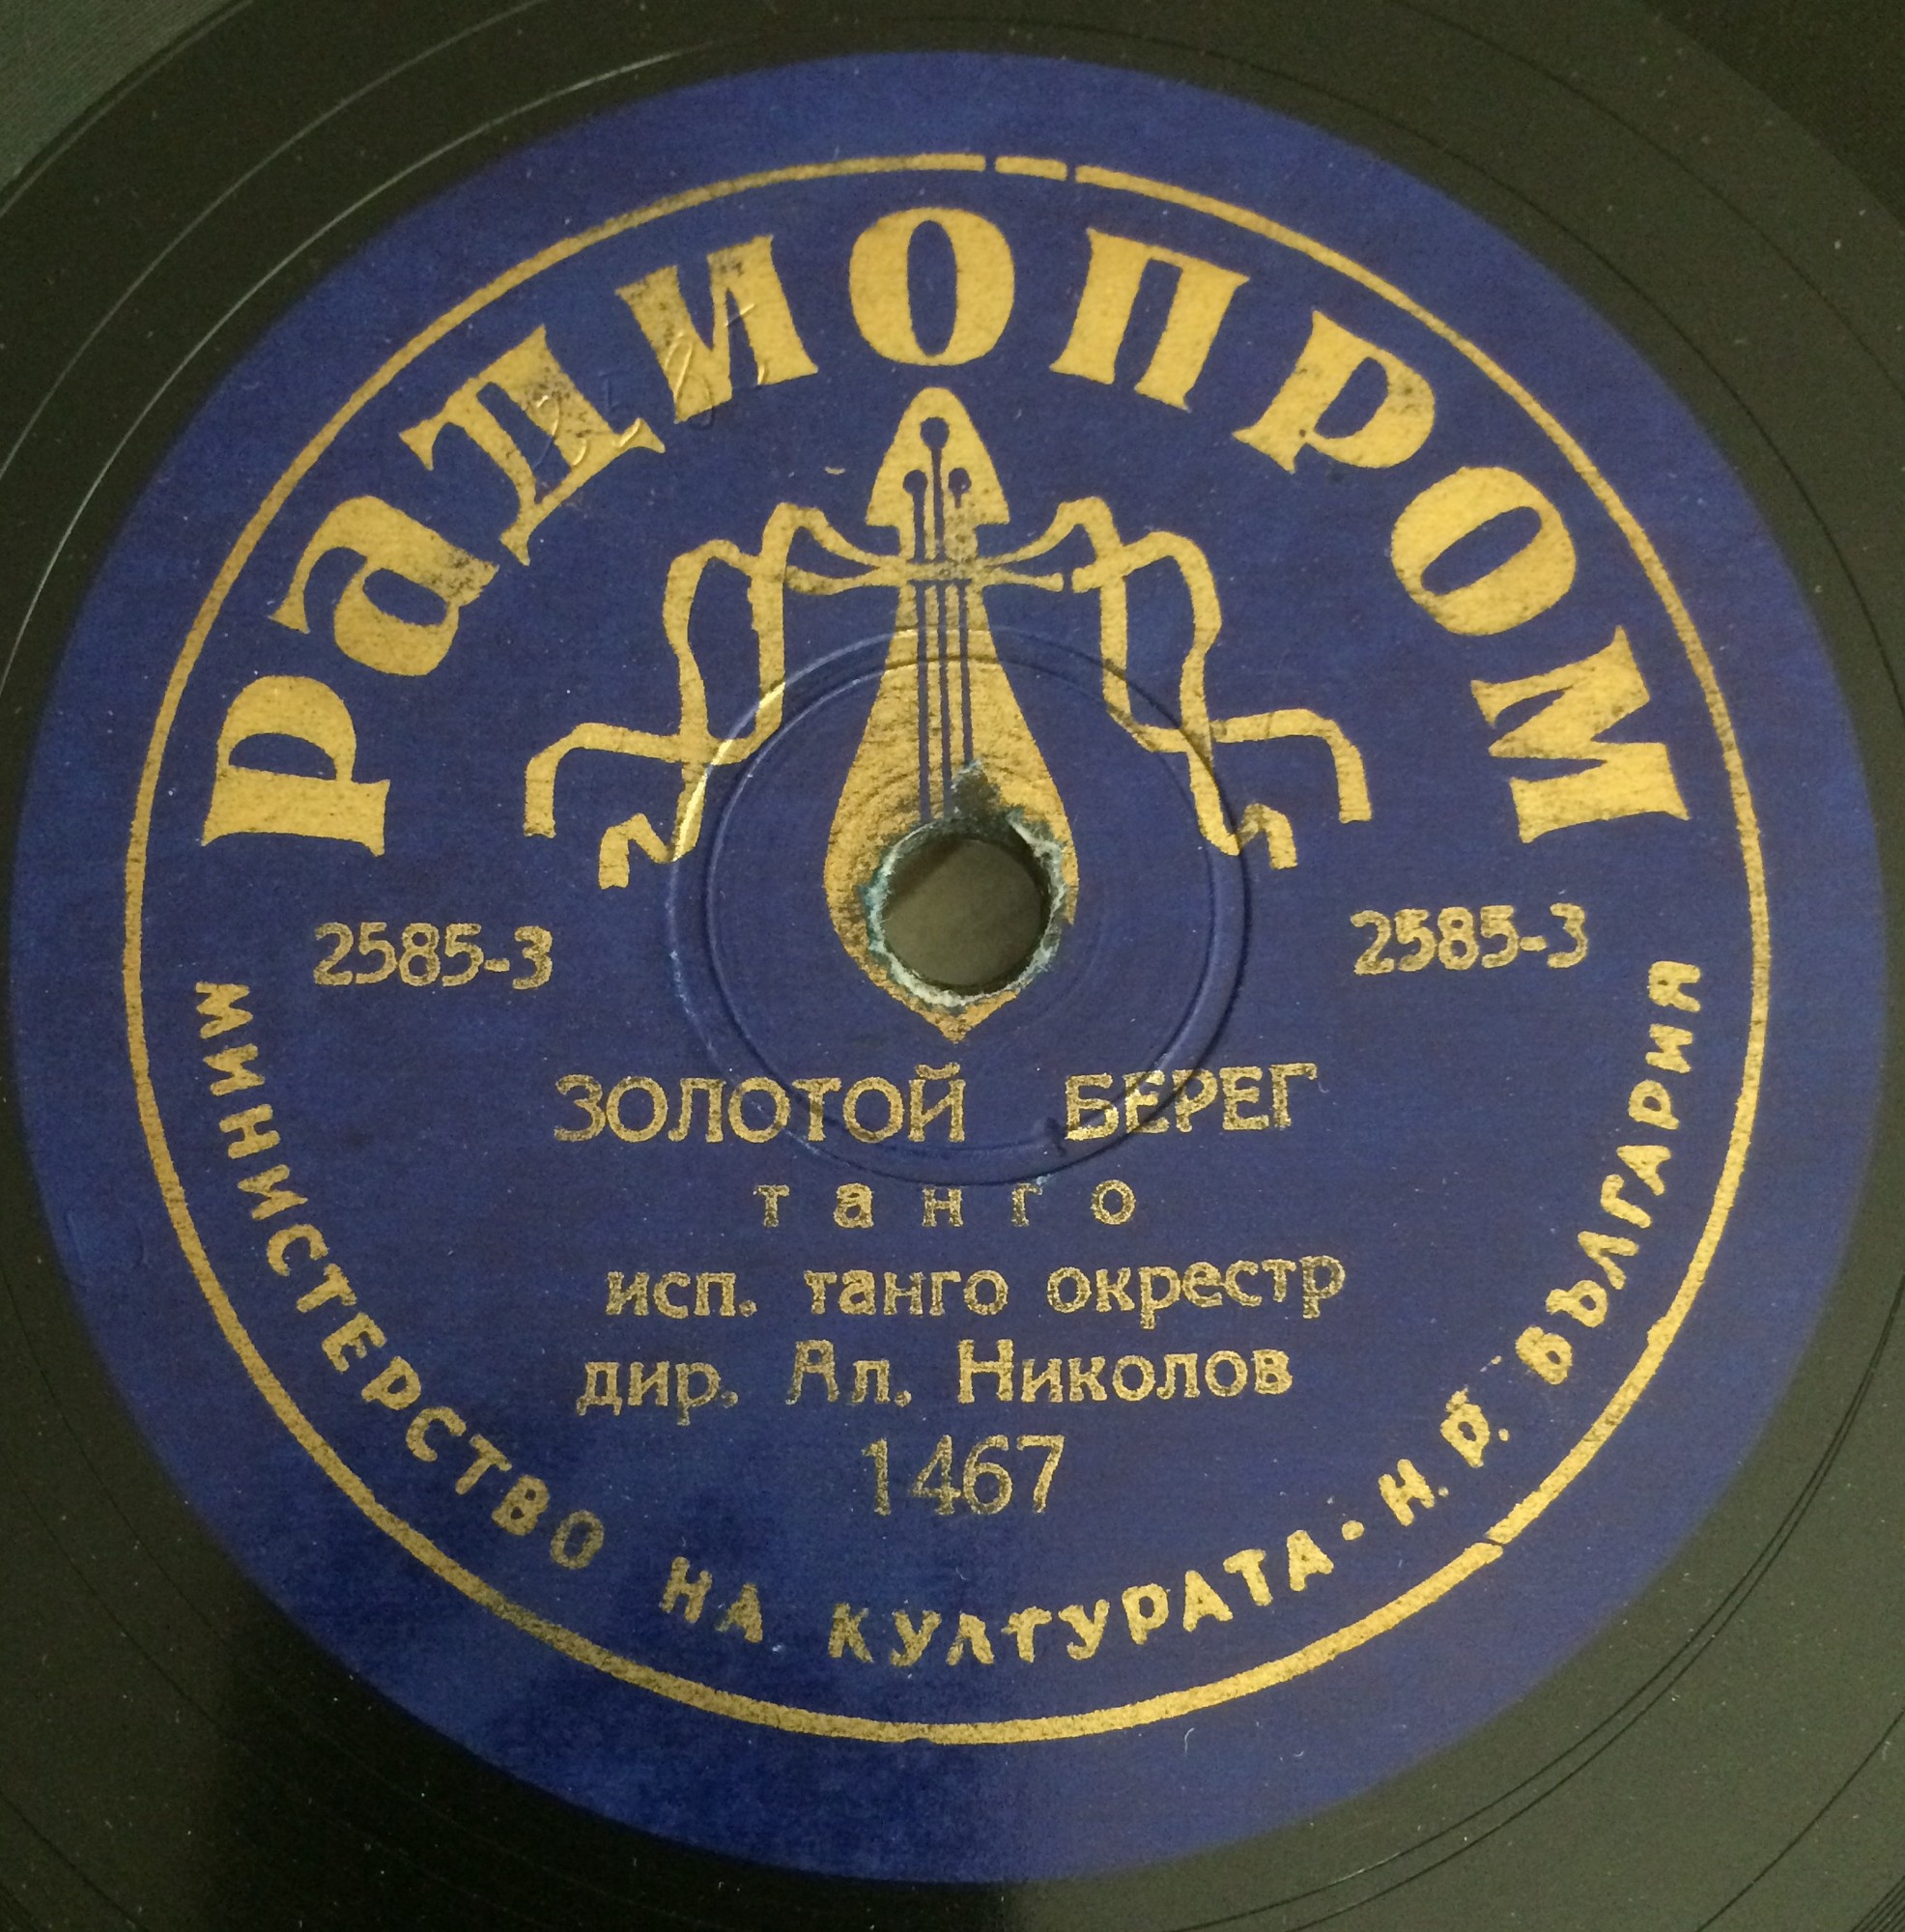 РАДИОПРОМ
2585-3 2585-3
ЗОЛОТОЙ БЕРЕГ
танго
исп. танго окрестр
дир. Ал. Николов
1467
МИНИСТЕРСТВО НА КУЛТУРАТА • Н. Р. БЪЛГАРИЯ